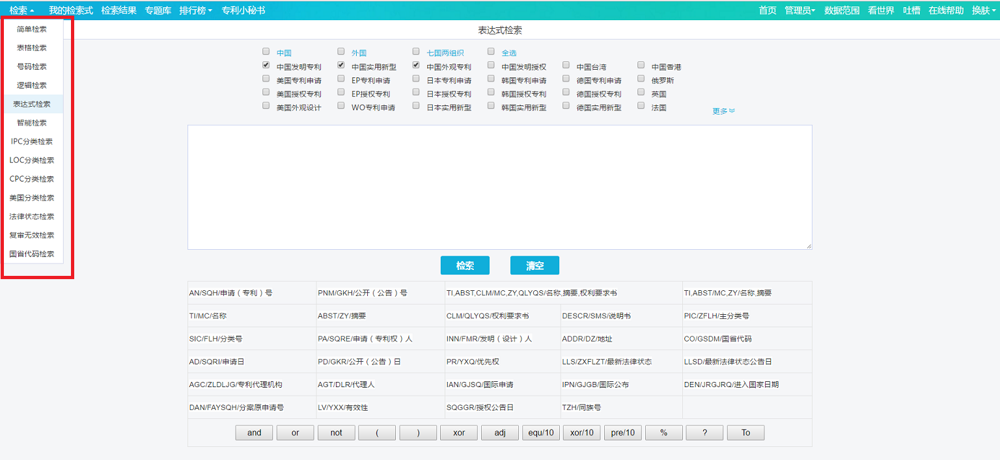 检索 我的检索式 检索结果 专题库 排行榜 专利小秘书 首页 管理员 数据范围 看世界 吐槽 在线帮助 换肤
简单检索
表格检索
号码检索
逻辑检索
表达式检索
智能检索
IPC分类检索
LOC分类检索
CPC分类检索
美国分类检索
法律状态检索
复审无效检索
国省代码检索
表达式检索
中国 外国 七国两组织 全选
中国发明专利 中国实用新型 中国外观专利 中国发明授权 中国台湾 中国香港
美国专利申请 EP专利申请 日本专利申请 韩国专利申请 德国专利申请 俄罗斯
美国授权专利 EP授权专利 日本授权专利 韩国授权专利 德国授权专利 英国
美国外观设计 WO专利申请 日本实用新型 韩国实用新型 德国实用新型 法国
更多
检索 清空
AN/SQH/申请（专利）号 PNM/GKH/公开（公告）号 TI,ABST,CLM/MC,ZY,QLYQS/名称,摘要,权利要求书 TI,ABST/MC,ZY/名称,摘要
TI/MC/名称 ABST/ZY/摘要 CLM/QLYQS/权利要求书 DESCR/SMS/说明书 PIC/ZFLH/主分类号
SIC/FLH/分类号 PA/SQRE/申请（专利权）人 INN/FMR/发明（设计）人 ADDR/DZ/地址 CO/GSDM/国省代码
AD/SQRI/申请日 PD/GKR/公开（公告）日 PR/YXQ/优先权 LLS/ZXFLZT/最新法律状态 LLSD/最新法律状态公告日
AGC/ZLDLJG/专利代理机构 AGT/DLR/代理人 IAN/GJSQ/国际申请 IPN/GJGB/国际公布 DEN/JRGJRQ/进入国家日期
DAN/FAYSQH/分案原申请号 LV/YXX/有效性 SQGGR/授权公告日 TZH/同族号
and or not ( ) xor adj equ/10 xor/10 pre/10 % ? To